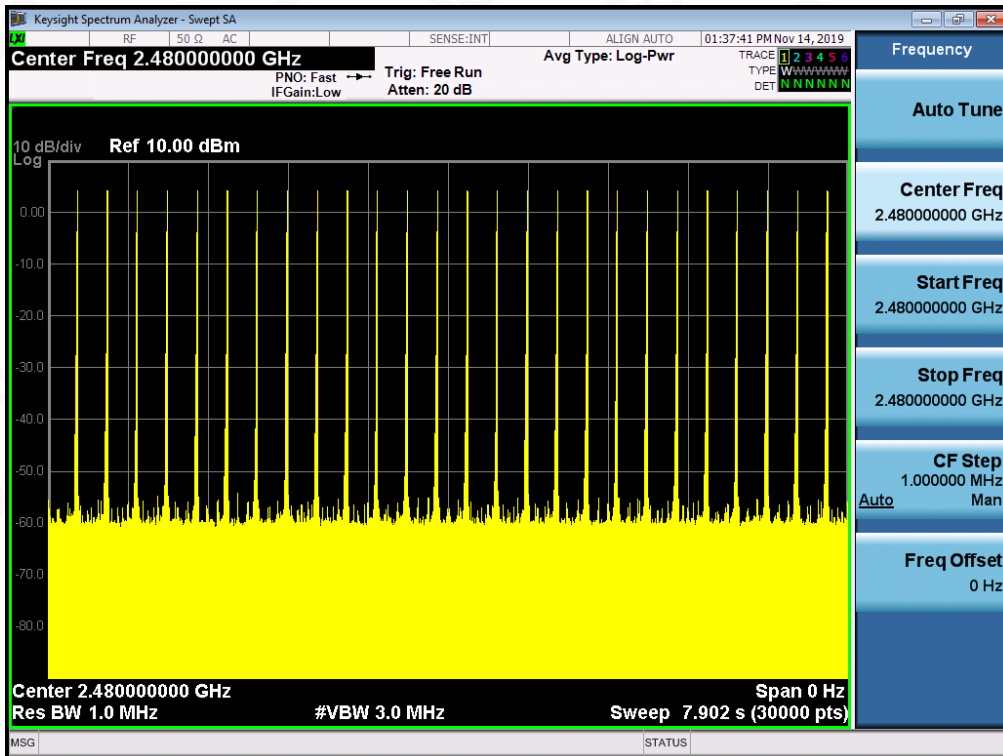 Keysight Spectrum Analyzer - Swept SA
LXI RF 50 Ω AC SENSE:INT ALIGN AUTO 01:37:41 PM Nov 14, 2019
Center Freq 2.480000000 GHz
PNO: Fast
IFGain:Low
Trig: Free Run
Atten: 20 dB
Avg Type: Log-Pwr
TRACE 1 2 3 4 5 6
TYPE WWWWWW
DET N N N N N N
10 dB/div
Log
Ref 10.00 dBm
0.00
-10.0
-20.0
-30.0
-40.0
-50.0
-60.0
-70.0
-80.0
Center 2.480000000 GHz
Span 0 Hz
Res BW 1.0 MHz
#VBW 3.0 MHz
Sweep 7.902 s (30000 pts)
MSG
STATUS
Frequency
Auto Tune
Center Freq
2.480000000 GHz
Start Freq
2.480000000 GHz
Stop Freq
2.480000000 GHz
CF Step
1.000000 MHz
Auto Man
Freq Offset
0 Hz